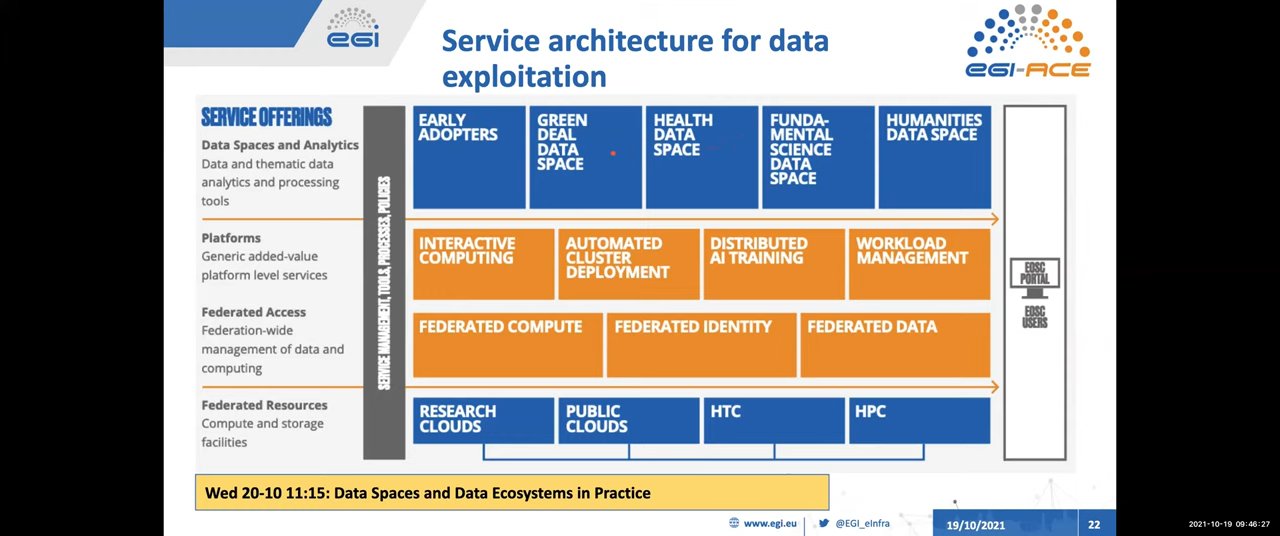 egi
Service architecture for data
exploitation
EGI-ACE
SERVICE OFFERINGS
Data Spaces and Analytics
Data and thematic data
analytics and processing
tools
Platforms
Generic added-value
platform level services
Federated Access
Federation-wide
management of data and
computing
Federated Resources
Compute and storage
facilities
SERVICE MANAGEMENT, TOOLS, PROCESSES, POLICIES
EARLY
ADOPTERS
GREEN
DEAL
DATA
SPACE
HEALTH
DATA
SPACE
FUNDA-
MENTAL
SCIENCE
DATA
SPACE
HUMANITIES
DATA SPACE
INTERACTIVE
COMPUTING
AUTOMATED
CLUSTER
DEPLOYMENT
DISTRIBUTED
AI TRAINING
WORKLOAD
MANAGEMENT
FEDERATED COMPUTE
FEDERATED IDENTITY
FEDERATED DATA
RESEARCH
CLOUDS
PUBLIC
CLOUDS
HTC
HPC
EOSC
PORTAL
EOSC
USERS
Wed 20-10 11:15: Data Spaces and Data Ecosystems in Practice
www.egi.eu
@EGI_eInfra
19/10/2021
22
2021-10-19 09:46:27